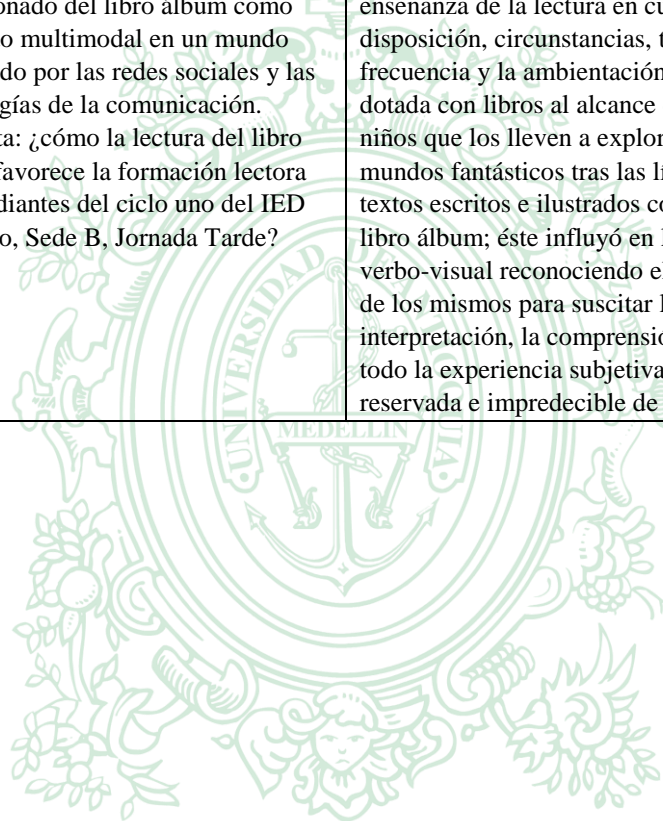 onado del libro álbum como
o multimodal en un mundo
do por las redes sociales y las
gías de la comunicación.
ta: ¿cómo la lectura del libro
favorece la formación lectora
diantes del ciclo uno del IED
o, Sede B, Jornada Tarde?
enseñanza de la lectura en cu
disposición, circunstancias, t
frecuencia y la ambientación
dotada con libros al alcance
niños que los lleven a explor
mundos fantásticos tras las lí
textos escritos e ilustrados co
libro álbum; éste influyó en l
verbo-visual reconociendo e
de los mismos para suscitar l
interpretación, la comprensió
todo la experiencia subjetiva
reservada e impredecible de
UNIVERSIDAD DE ANTIOQUIA
MEDELLIN